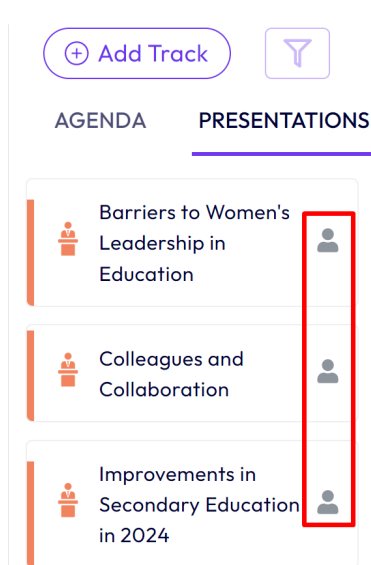 Add Track
AGENDA PRESENTATIONS
Barriers to Women's
Leadership in
Education
Colleagues and
Collaboration
Improvements in
Secondary Education
in 2024